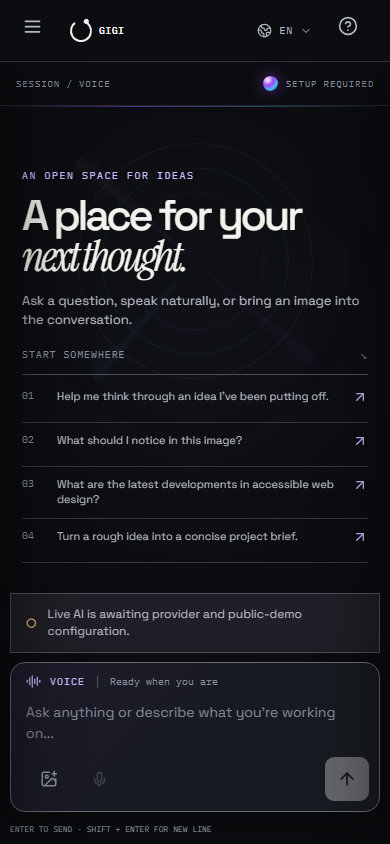 GIGI
EN
SESSION / VOICE
SETUP REQUIRED
AN OPEN SPACE FOR IDEAS
A place for your
next thought.
Ask a question, speak naturally, or bring an image into
the conversation.
START SOMEWHERE
01 Help me think through an idea I've been putting off.
02 What should I notice in this image?
03 What are the latest developments in accessible web
design?
04 Turn a rough idea into a concise project brief.
Live AI is awaiting provider and public-demo
configuration.
VOICE | Ready when you are
Ask anything or describe what you're working
on...
ENTER TO SEND · SHIFT + ENTER FOR NEW LINE